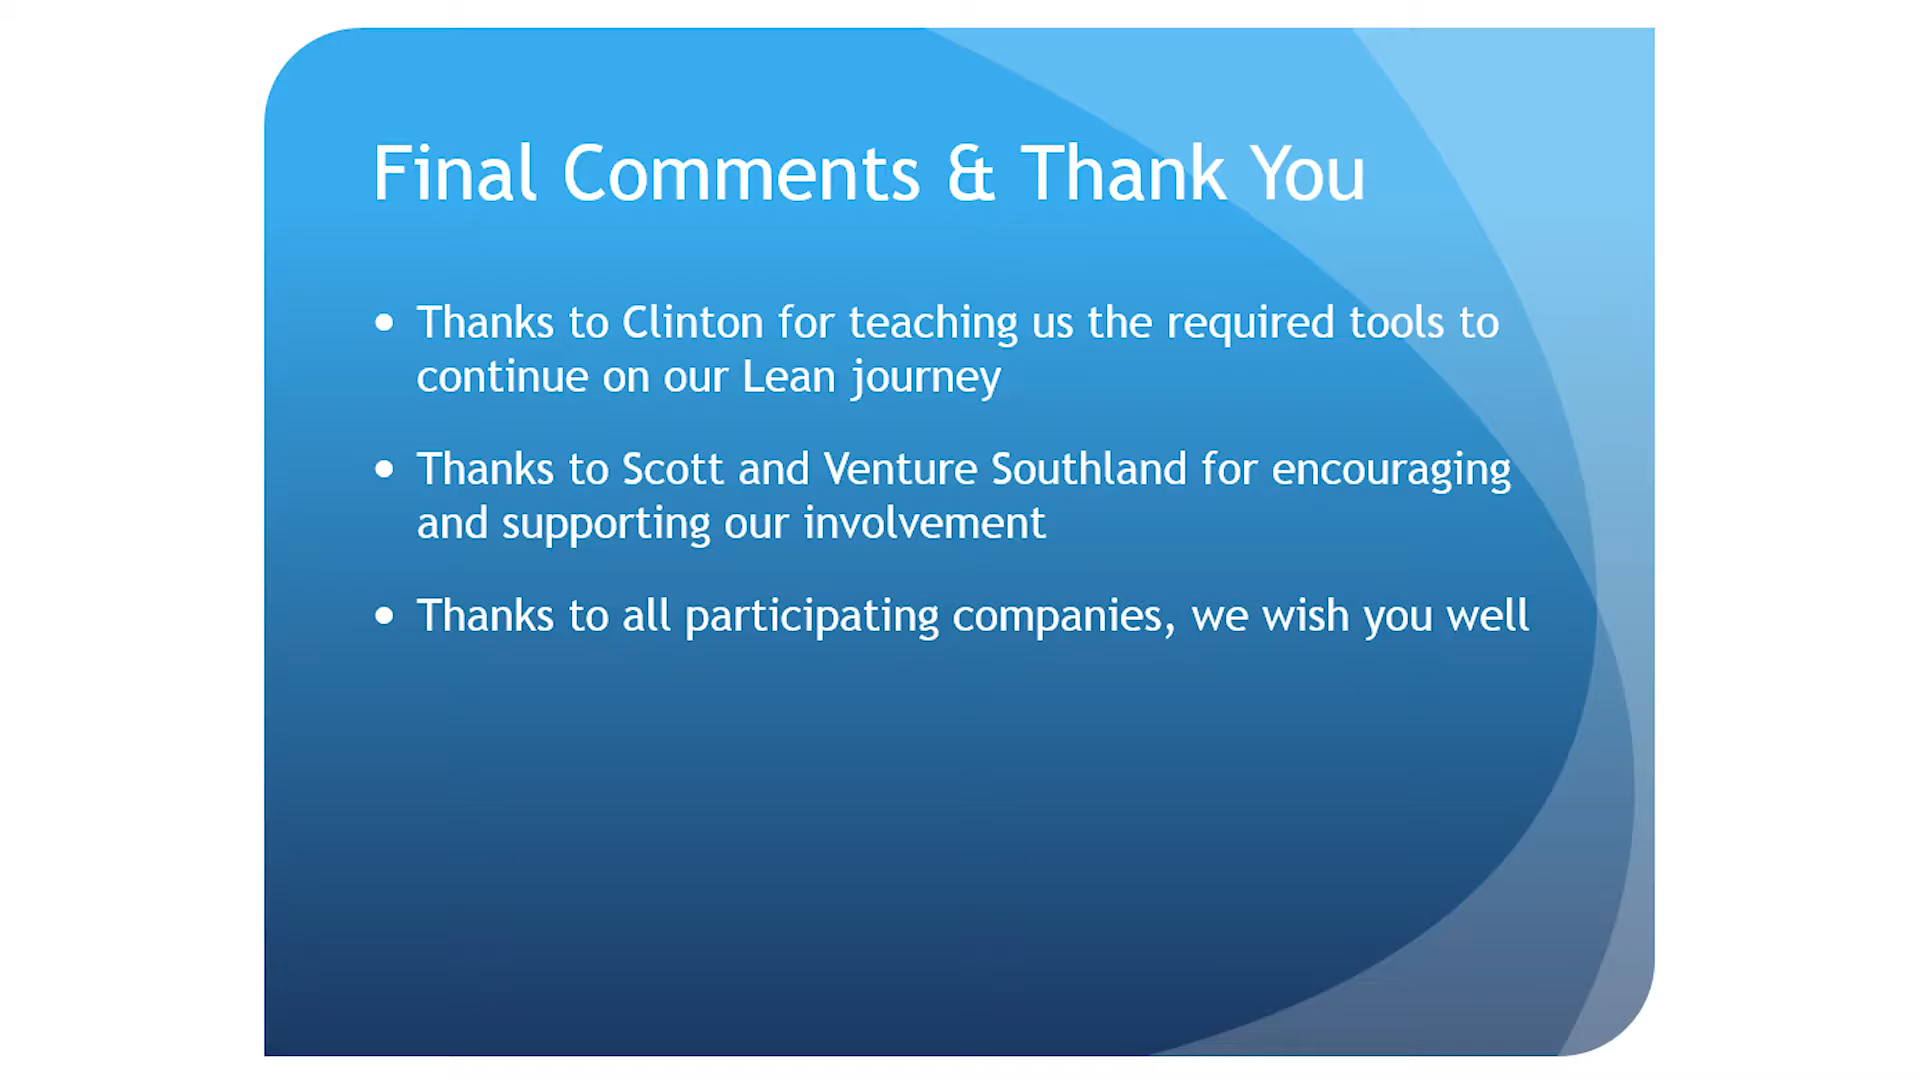 Final Comments & Thank You
• Thanks to Clinton for teaching us the required tools to
continue on our Lean journey
• Thanks to Scott and Venture Southland for encouraging
and supporting our involvement
• Thanks to all participating companies, we wish you well